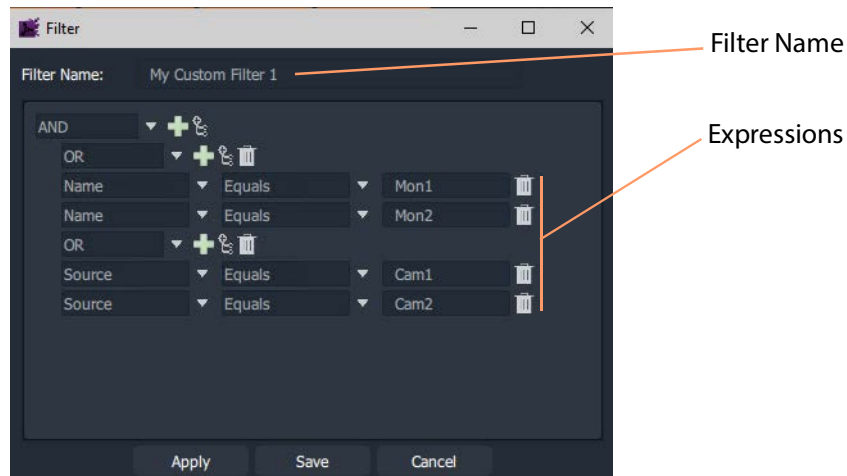 Filter
Filter Name: My Custom Filter 1
Filter Name
AND
Expressions
OR
Name Equals Mon1
Name Equals Mon2
OR
Source Equals Cam1
Source Equals Cam2
Apply Save Cancel